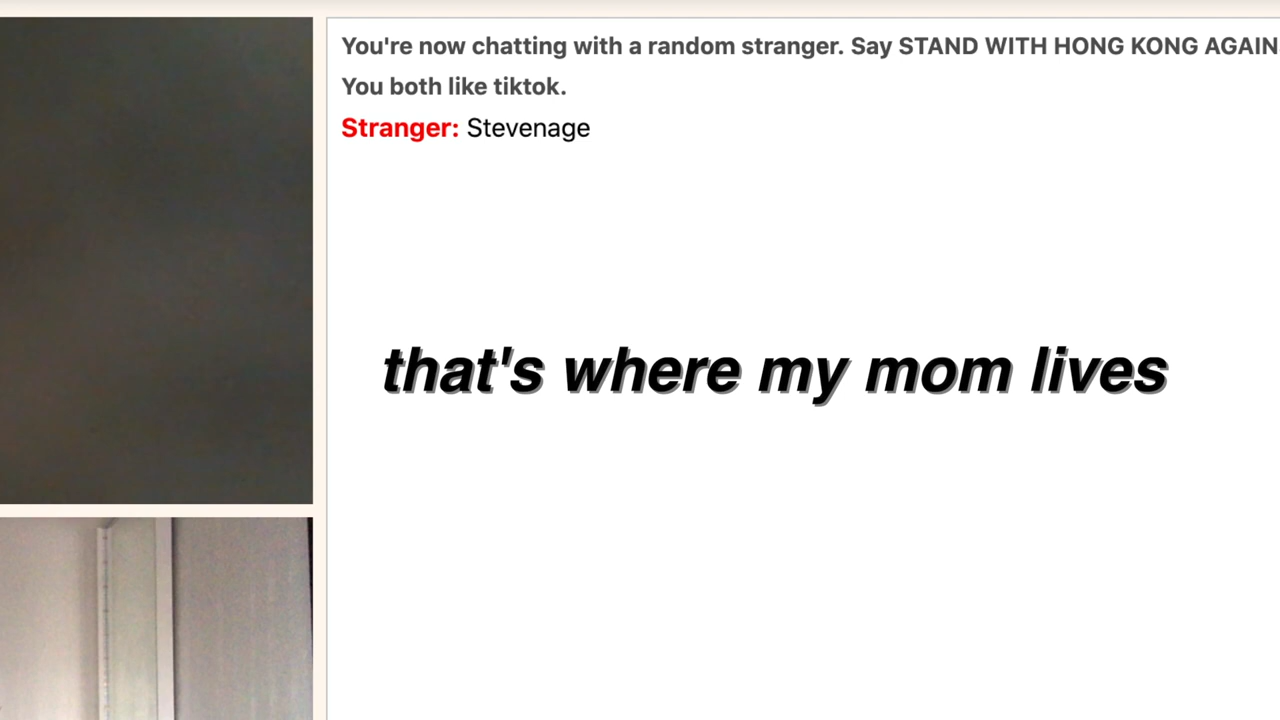 You're now chatting with a random stranger. Say STAND WITH HONG KONG AGAIN
You both like tiktok.
Stranger: Stevenage
that's where my mom lives